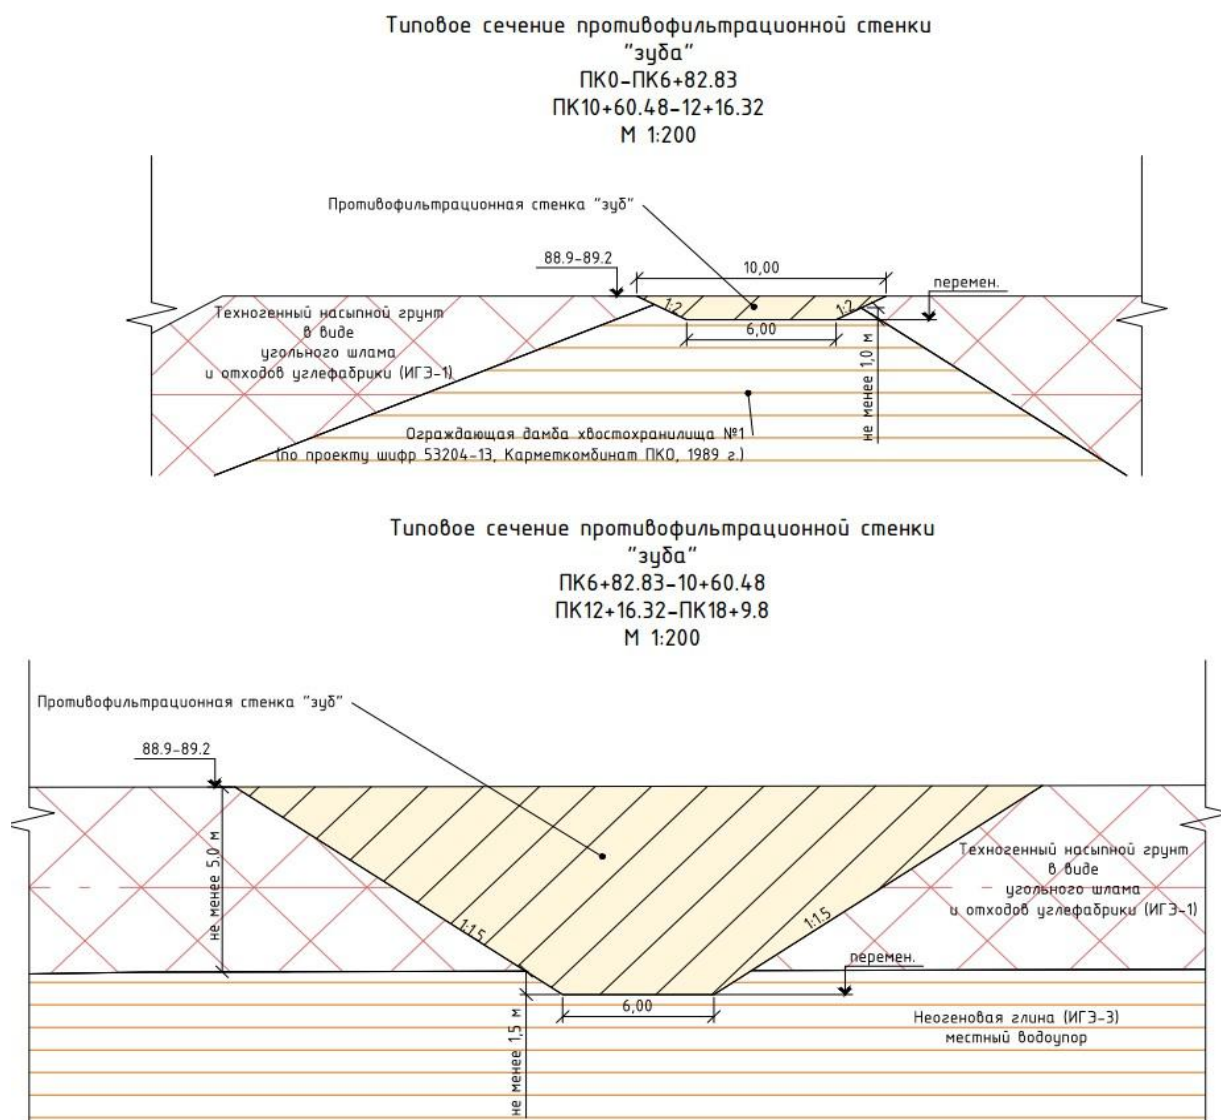 Типовое сечение противофильтрационной стенки
"зуба"
ПК0-ПК6+82.83
ПК10+60.48-12+16.32
М 1:200
Противофильтрационная стенка "зуб"
88.9-89.2
10,00
перемен.
1:2
1:2
Техногенный насыпной грунт
в виде
угольного шлама
и отходов углефабрики (ИГЭ-1)
6,00
не менее 1,0 м
Ограждающая дамба хвостохранилища №1
(по проекту шифр 53204-13, Карметкомбинат ПКО, 1989 г.)
Типовое сечение противофильтрационной стенки
"зуба"
ПК6+82.83-10+60.48
ПК12+16.32-ПК18+9.8
М 1:200
Противофильтрационная стенка "зуб"
88.9-89.2
не менее 5.0 м
Техногенный насыпной грунт
в виде
угольного шлама
и отходов углефабрики (ИГЭ-1)
1:1.5
1:1.5
перемен.
6,00
не менее 1,5 м
Неогеновая глина (ИГЭ-3)
местный водоупор